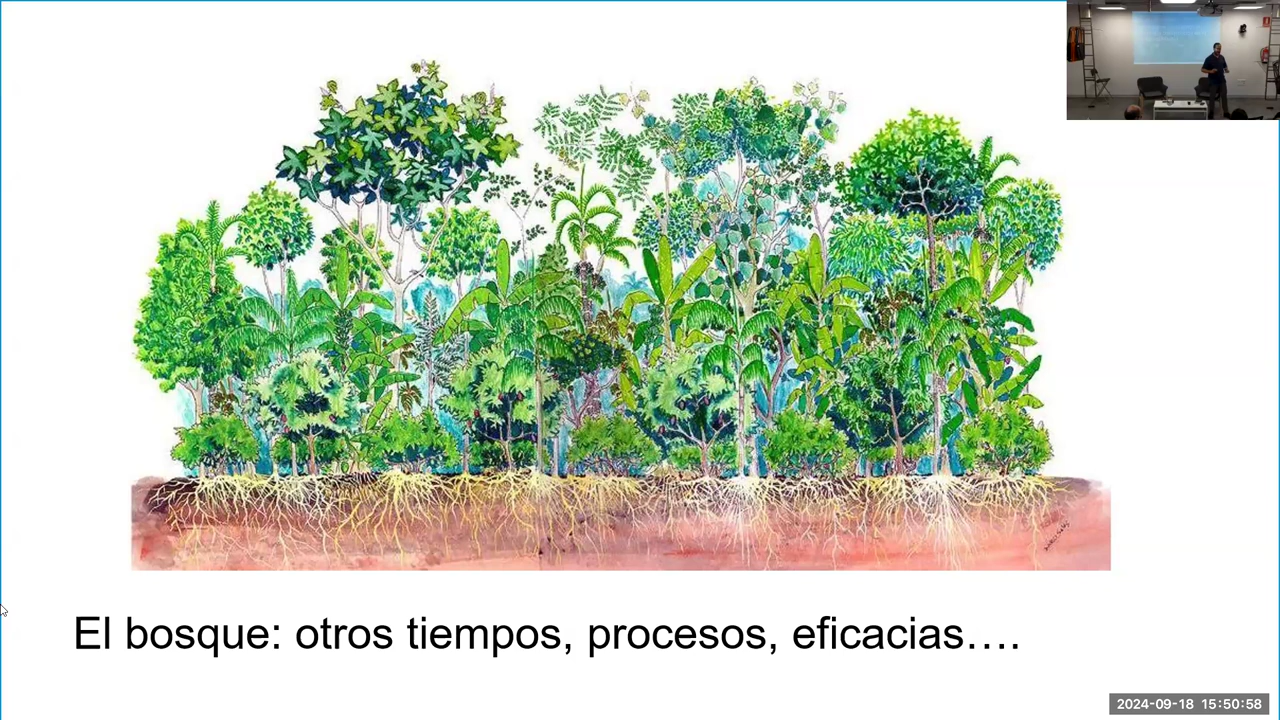 El bosque: otros tiempos, procesos, eficacias….
2024-09-18 15:50:58